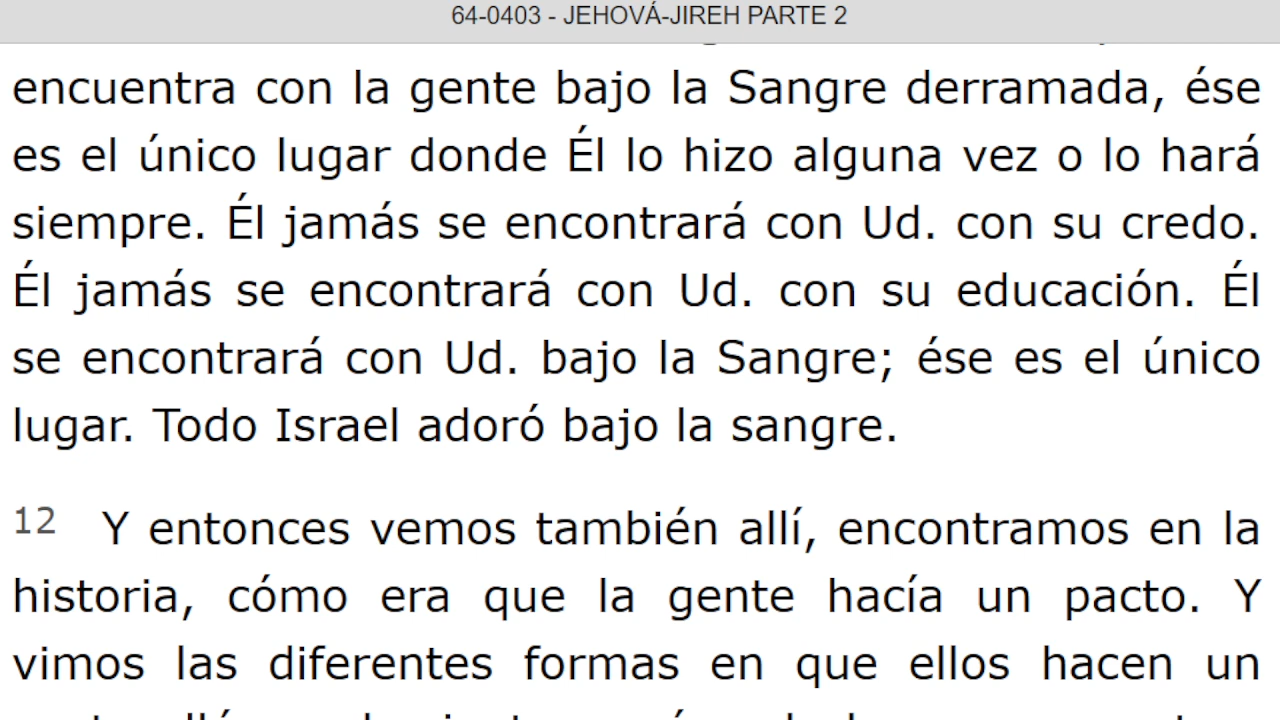 64-0403 - JEHOVÁ-JIREH PARTE 2
encuentra con la gente bajo la Sangre derramada, ése
es el único lugar donde Él lo hizo alguna vez o lo hará
siempre. Él jamás se encontrará con Ud. con su credo.
Él jamás se encontrará con Ud. con su educación. Él
se encontrará con Ud. bajo la Sangre; ése es el único
lugar. Todo Israel adoró bajo la sangre.
12 Y entonces vemos también allí, encontramos en la
historia, cómo era que la gente hacía un pacto. Y
vimos las diferentes formas en que ellos hacen un